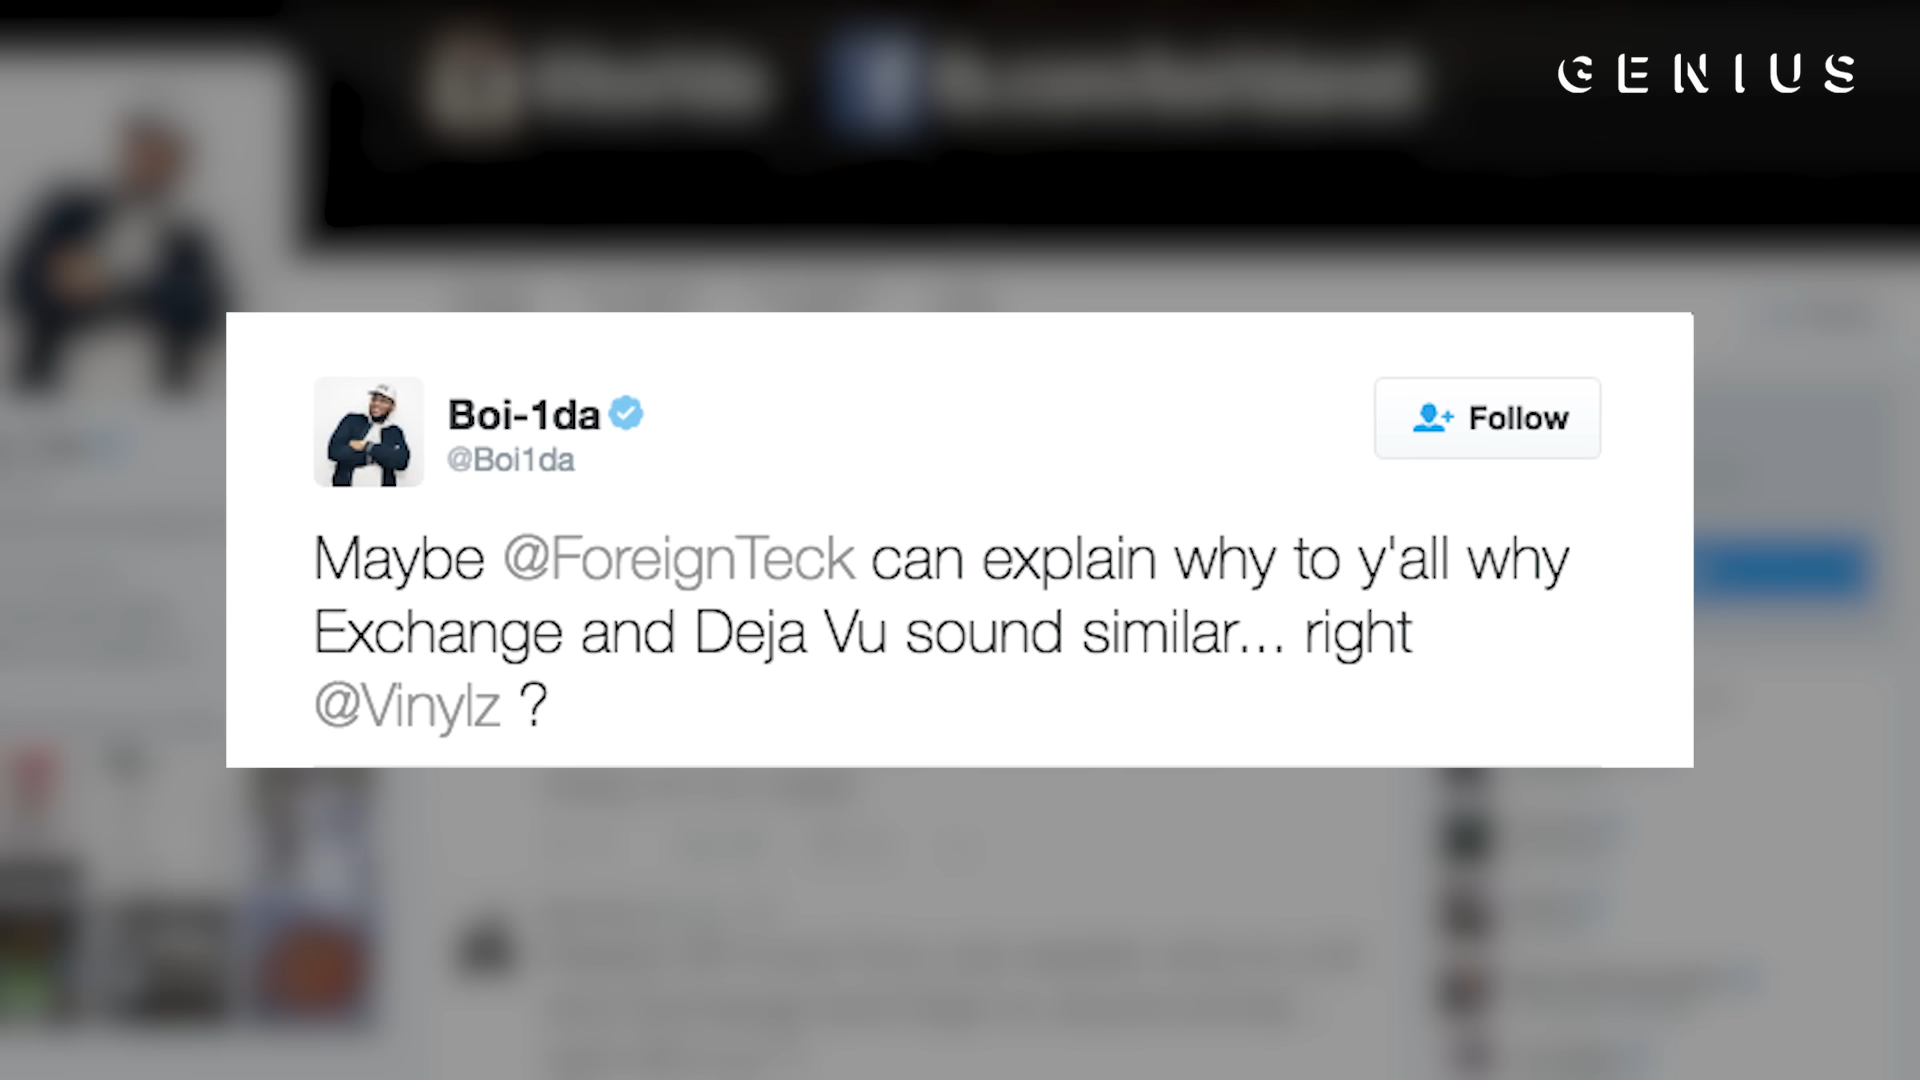 GENIUS
Boi-1da
@Boi1da
Follow
Maybe @ForeignTeck can explain why to y'all why
Exchange and Deja Vu sound similar... right
@Vinylz ?